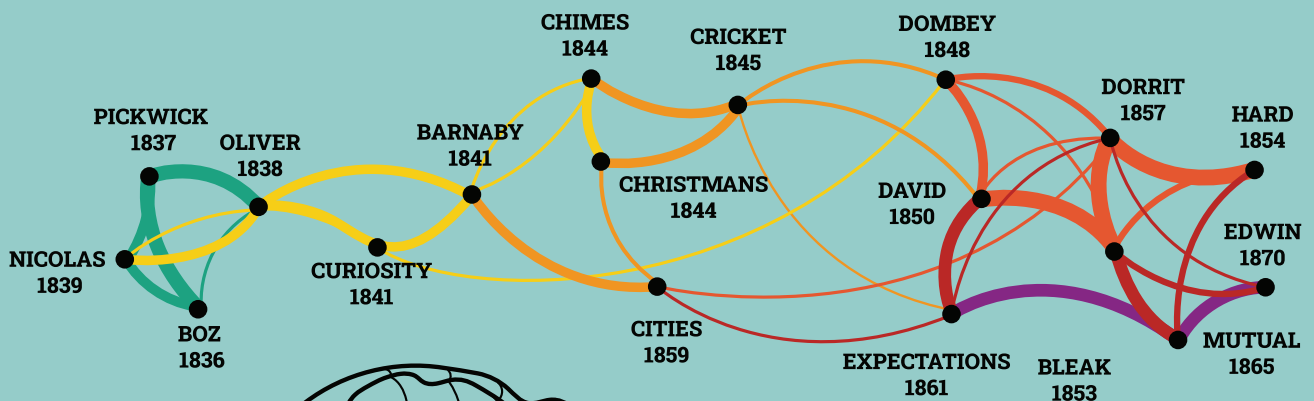 PICKWICK
1837
OLIVER
1838
NICOLAS
1839
BOZ
1836
CURIOSITY
1841
BARNABY
1841
CHIMES
1844
CRICKET
1845
CHRISTMANS
1844
CITIES
1859
DOMBEY
1848
DAVID
1850
DORRIT
1857
HARD
1854
EDWIN
1870
MUTUAL
1865
EXPECTATIONS
1861
BLEAK
1853